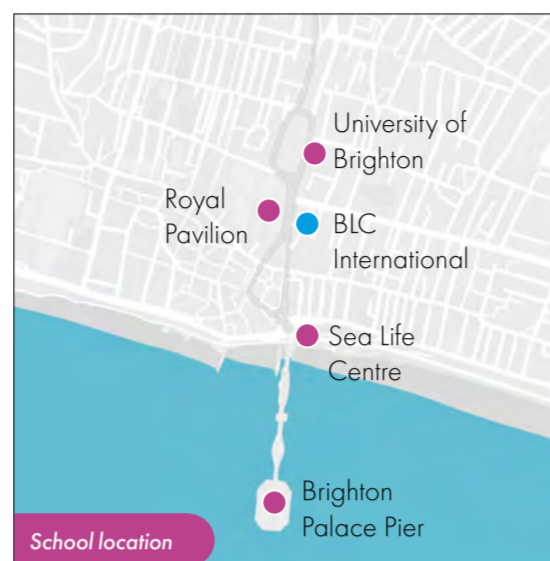 University of
Brighton
Royal
Pavilion
BLC
International
Sea Life
Centre
Brighton
Palace Pier
School location